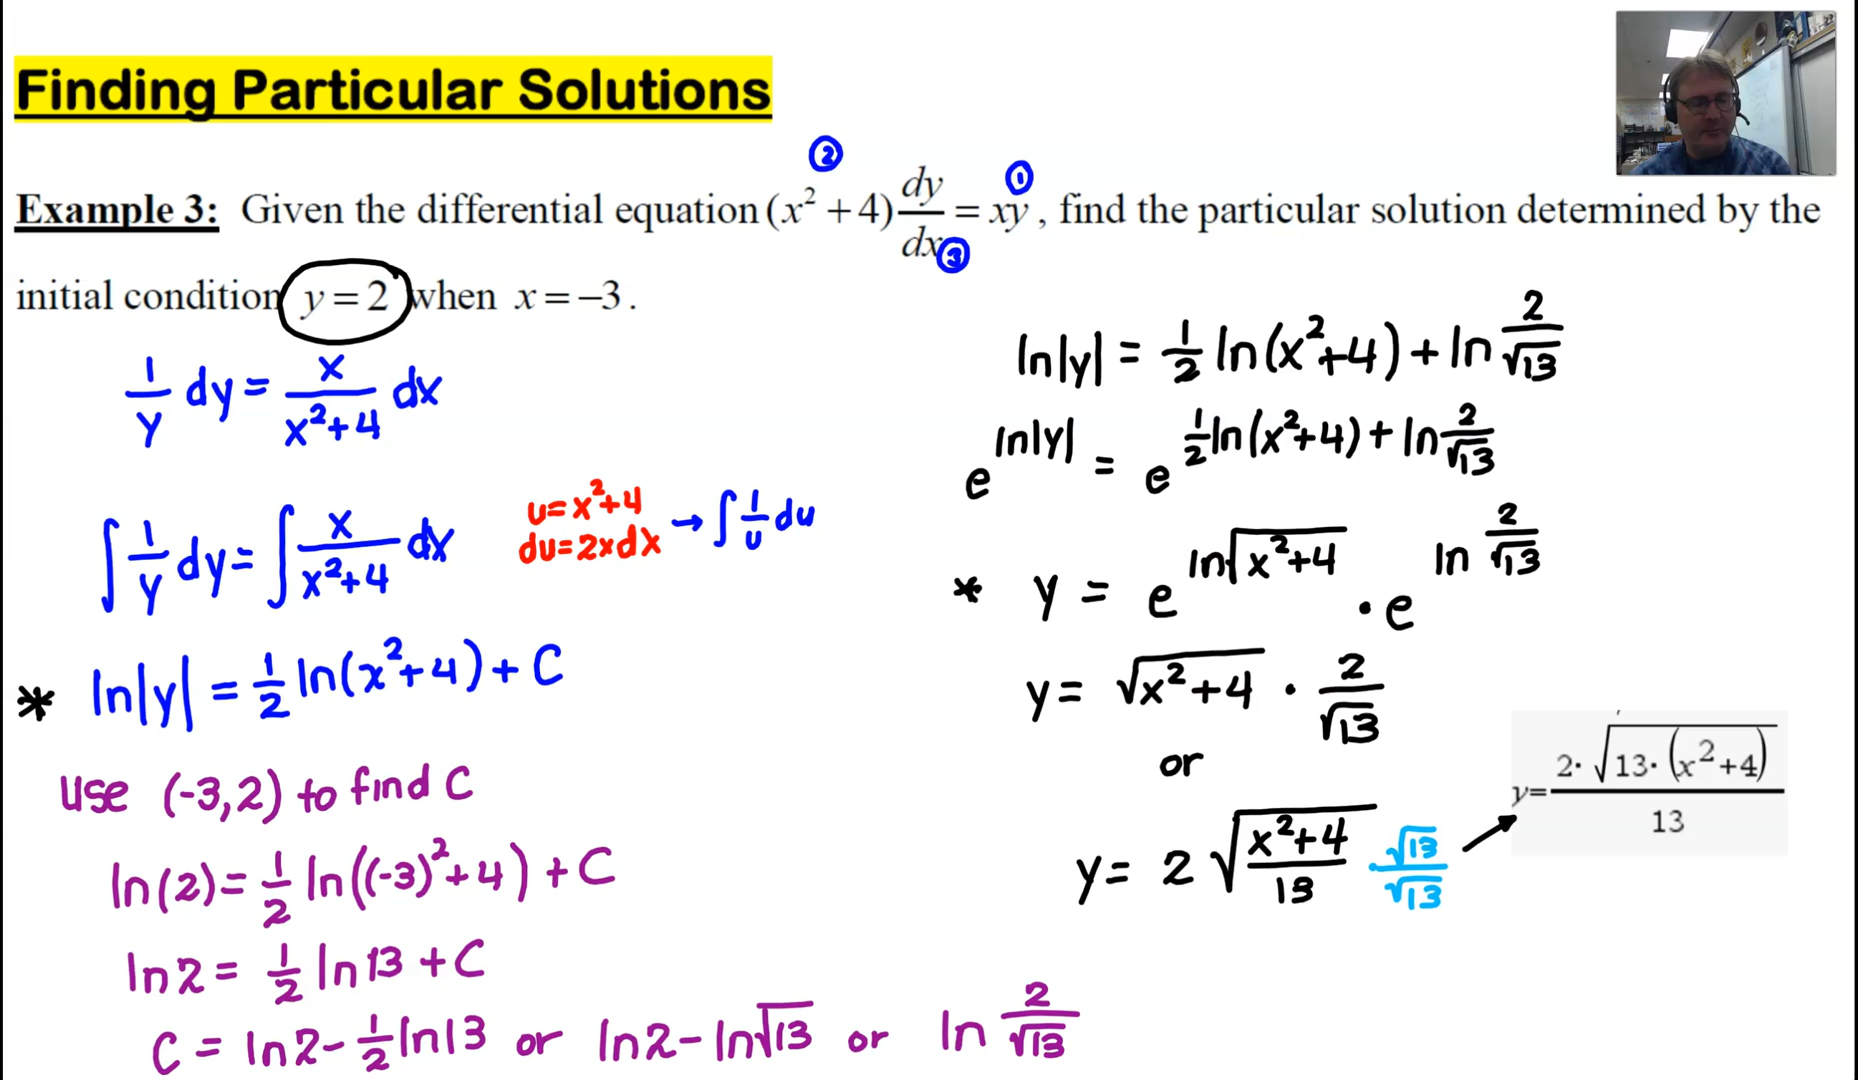 Finding Particular Solutions
②
Example 3: Given the differential equation (x² + 4) dy/dx = xy, find the particular solution determined by the
①
③
initial condition y = 2 when x = −3.
1/y dy = x/(x²+4) dx
∫ 1/y dy = ∫ x/(x²+4) dx
u = x²+4
du = 2x dx
→ ∫ 1/u du
* ln|y| = 1/2 ln(x²+4) + C
use (-3,2) to find C
ln(2) = 1/2 ln((-3)²+4) + C
ln2 = 1/2 ln13 + C
C = ln2 - 1/2 ln13 or ln2 - ln√13 or ln 2/√13
ln|y| = 1/2 ln(x²+4) + ln 2/√13
e^(ln|y|) = e^(1/2 ln(x²+4) + ln 2/√13)
* y = e^(ln√(x²+4)) · e^(ln 2/√13)
y = √(x²+4) · 2/√13
or
y = 2 √((x²+4)/13) √13/√13
y= 2·√(13·(x²+4)) / 13